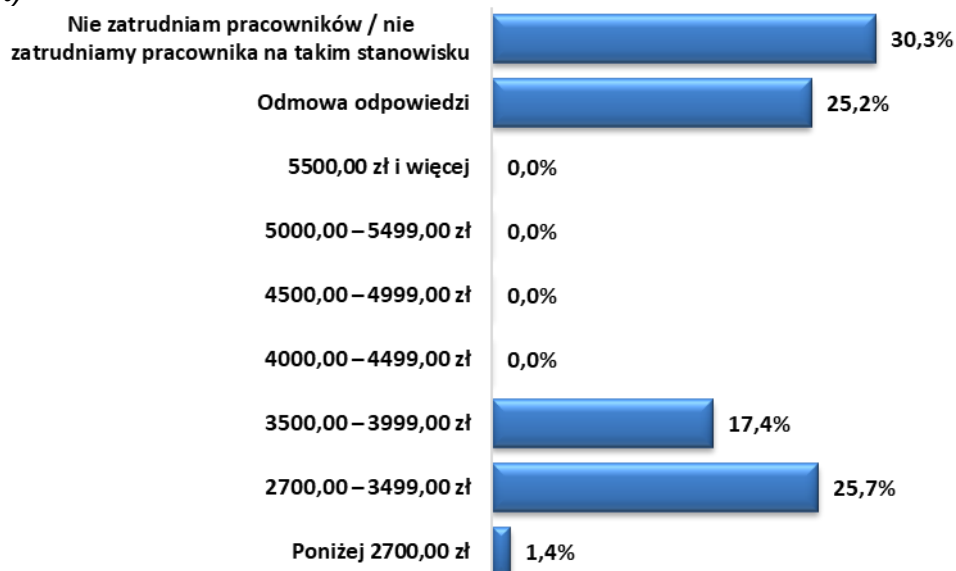 Nie zatrudniam pracowników / nie
zatrudniamy pracownika na takim stanowisku
30,3%
Odmowa odpowiedzi
25,2%
5500,00 zł i więcej
0,0%
5000,00 – 5499,00 zł
0,0%
4500,00 – 4999,00 zł
0,0%
4000,00 – 4499,00 zł
0,0%
3500,00 – 3999,00 zł
17,4%
2700,00 – 3499,00 zł
25,7%
Poniżej 2700,00 zł
1,4%